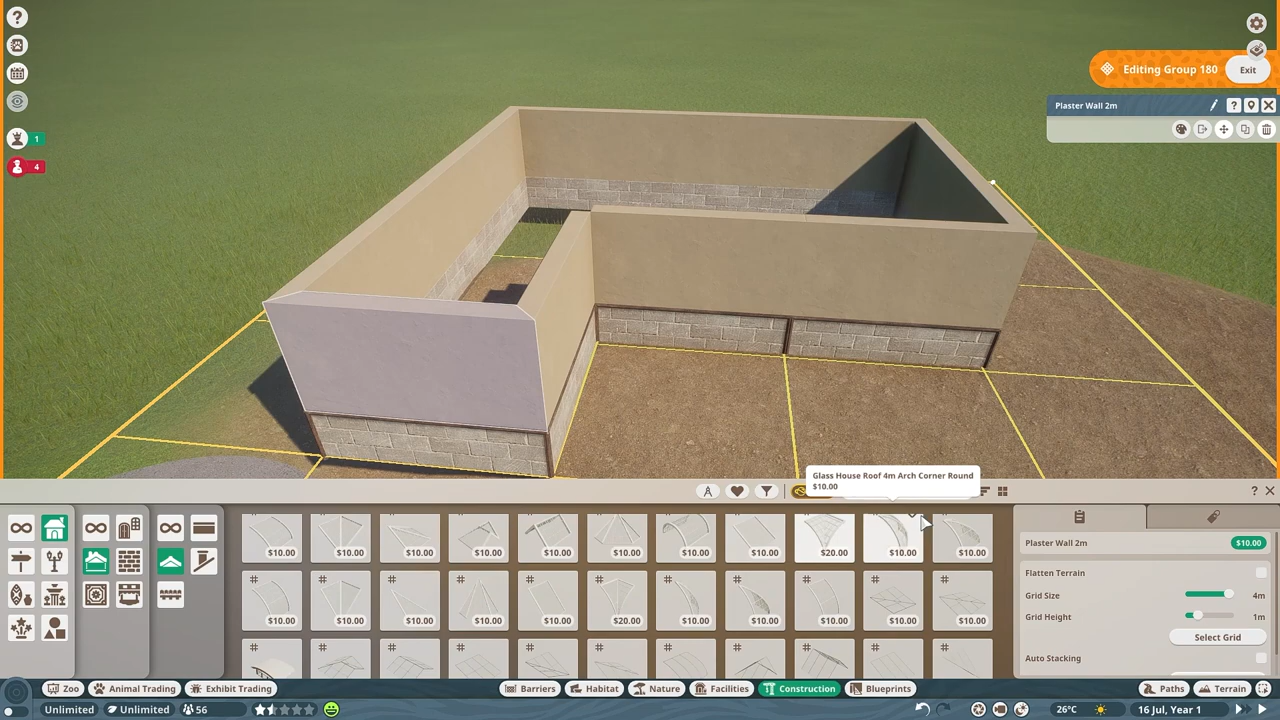 Editing Group 180
Exit
Plaster Wall 2m
1
4
Glass House Roof 4m Arch Corner Round
$10.00
$10.00 $10.00 $10.00 $10.00 $10.00 $10.00 $10.00 $10.00 $20.00 $10.00 $10.00
$10.00 $10.00 $10.00 $10.00 $10.00 $20.00 $10.00 $10.00 $10.00 $10.00 $10.00
Plaster Wall 2m $10.00
Flatten Terrain
Grid Size 4m
Grid Height 1m
Select Grid
Auto Stacking
Zoo Animal Trading Exhibit Trading Barriers Habitat Nature Facilities Construction Blueprints Paths Terrain
Unlimited Unlimited 56 26°C 16 Jul, Year 1